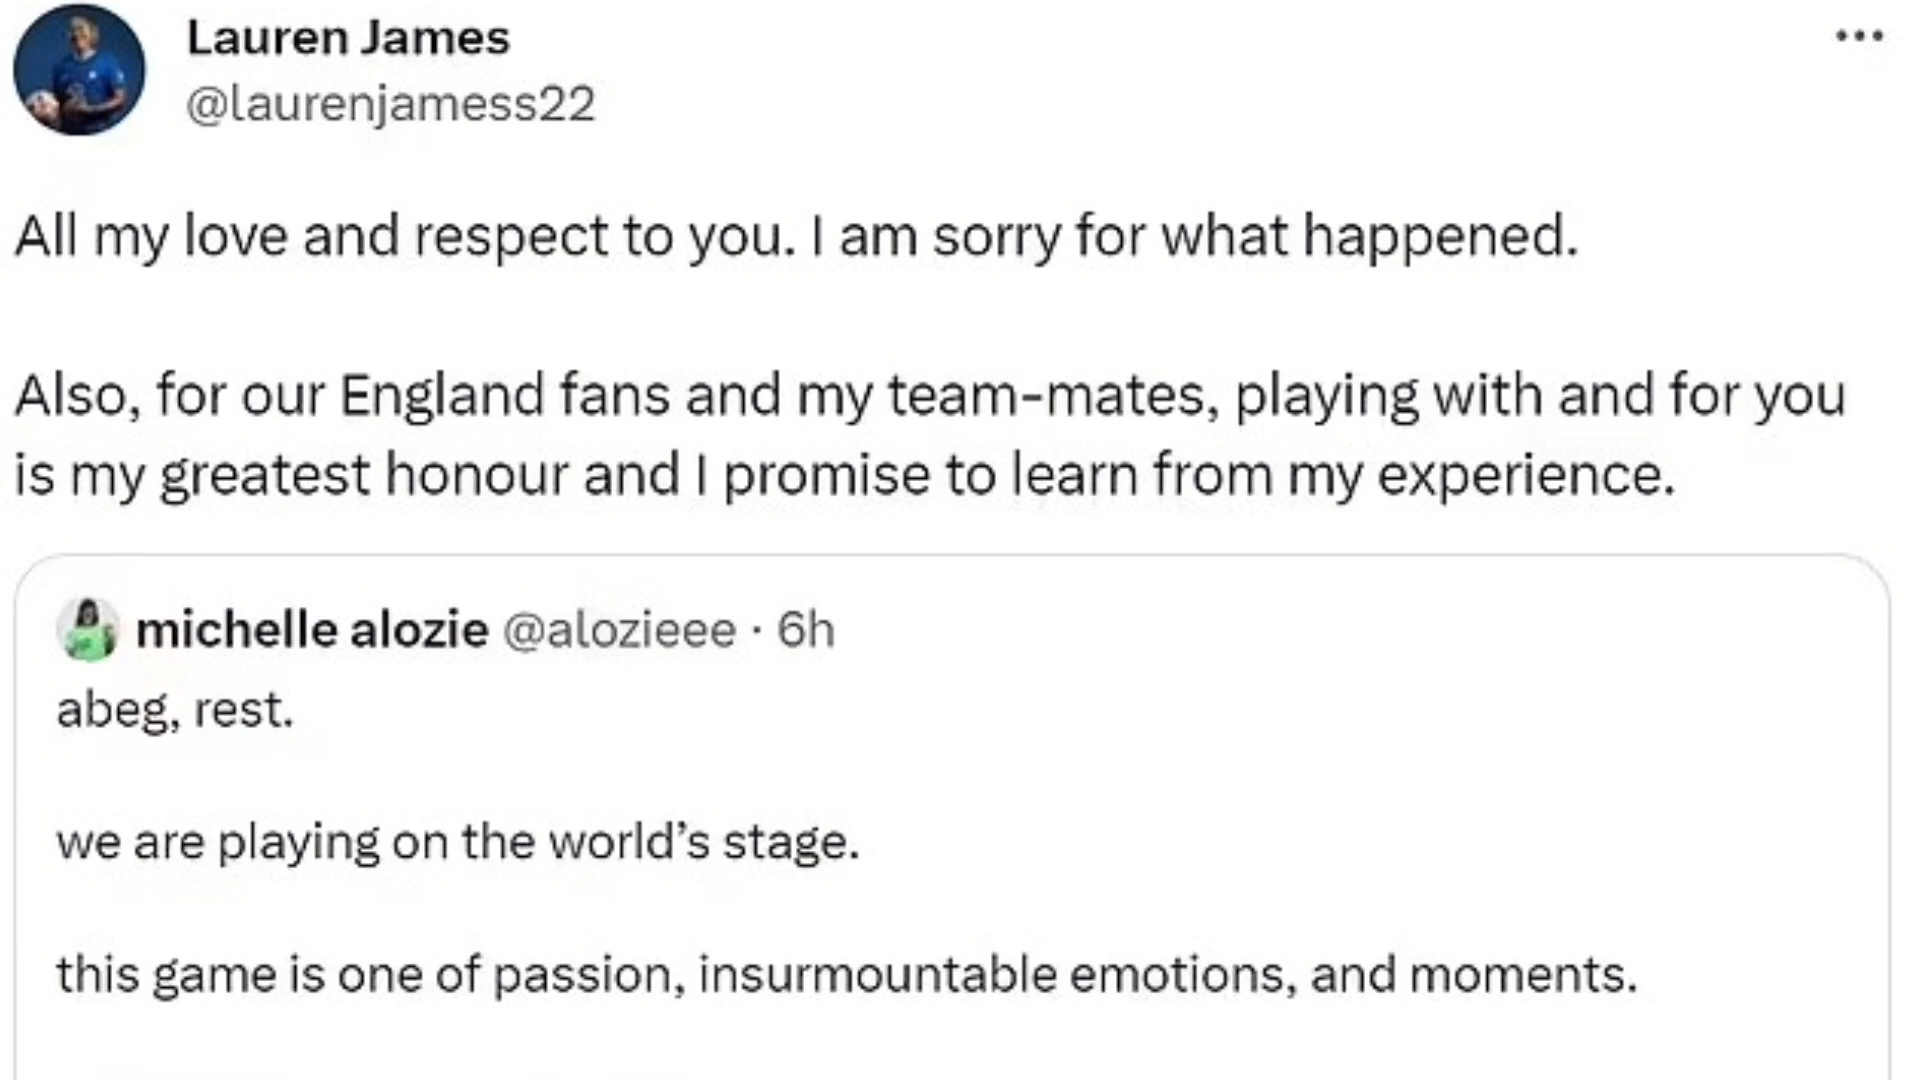 Lauren James
@laurenjamess22
All my love and respect to you. I am sorry for what happened.
Also, for our England fans and my team-mates, playing with and for you
is my greatest honour and I promise to learn from my experience.
michelle alozie @alozieee · 6h
abeg, rest.
we are playing on the world’s stage.
this game is one of passion, insurmountable emotions, and moments.